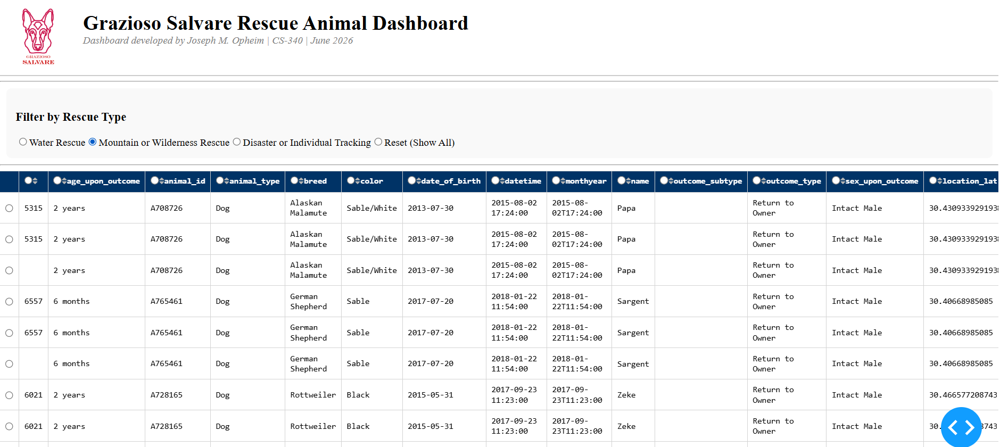 GRAZIOSO
SALVARE
Grazioso Salvare Rescue Animal Dashboard
Dashboard developed by Joseph M. Opheim | CS-340 | June 2026
Filter by Rescue Type
Water Rescue Mountain or Wilderness Rescue Disaster or Individual Tracking Reset (Show All)
age_upon_outcome animal_id animal_type breed color date_of_birth datetime monthyear name outcome_subtype outcome_type sex_upon_outcome location_lat
5315 2 years A708726 Dog Alaskan Malamute Sable/White 2013-07-30 2015-08-02 17:24:00 2015-08-02T17:24:00 Papa Return to Owner Intact Male 30.4309339291938
5315 2 years A708726 Dog Alaskan Malamute Sable/White 2013-07-30 2015-08-02 17:24:00 2015-08-02T17:24:00 Papa Return to Owner Intact Male 30.4309339291938
2 years A708726 Dog Alaskan Malamute Sable/White 2013-07-30 2015-08-02 17:24:00 2015-08-02T17:24:00 Papa Return to Owner Intact Male 30.4309339291938
6557 6 months A765461 Dog German Shepherd Sable 2017-07-20 2018-01-22 11:54:00 2018-01-22T11:54:00 Sargent Return to Owner Intact Male 30.40668985085
6557 6 months A765461 Dog German Shepherd Sable 2017-07-20 2018-01-22 11:54:00 2018-01-22T11:54:00 Sargent Return to Owner Intact Male 30.40668985085
6 months A765461 Dog German Shepherd Sable 2017-07-20 2018-01-22 11:54:00 2018-01-22T11:54:00 Sargent Return to Owner Intact Male 30.40668985085
6021 2 years A728165 Dog Rottweiler Black 2015-05-31 2017-09-23 11:23:00 2017-09-23T11:23:00 Zeke Return to Owner Intact Male 30.466577208743
6021 2 years A728165 Dog Rottweiler Black 2015-05-31 2017-09-23 11:23:00 2017-09-23T11:23:00 Zeke Return to Owner Intact Male